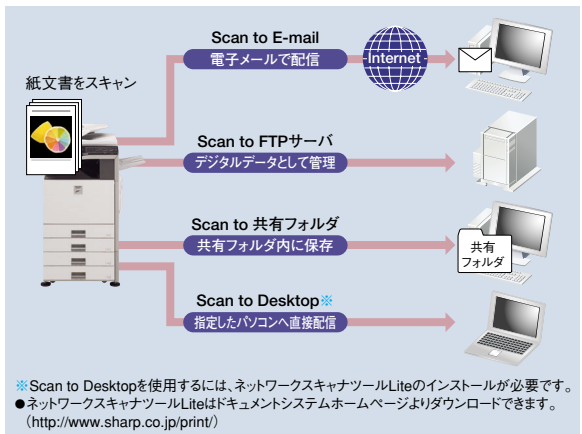 Scan to E-mail
電子メールで配信
Internet
紙文書をスキャン
Scan to FTPサーバ
デジタルデータとして管理
Scan to 共有フォルダ
共有フォルダ内に保存
共有
フォルダ
Scan to Desktop※
指定したパソコンへ直接配信
※Scan to Desktopを使用するには、ネットワークスキャナツールLiteのインストールが必要です。
●ネットワークスキャナツールLiteはドキュメントシステムホームページよりダウンロードできます。
(http://www.sharp.co.jp/print/)